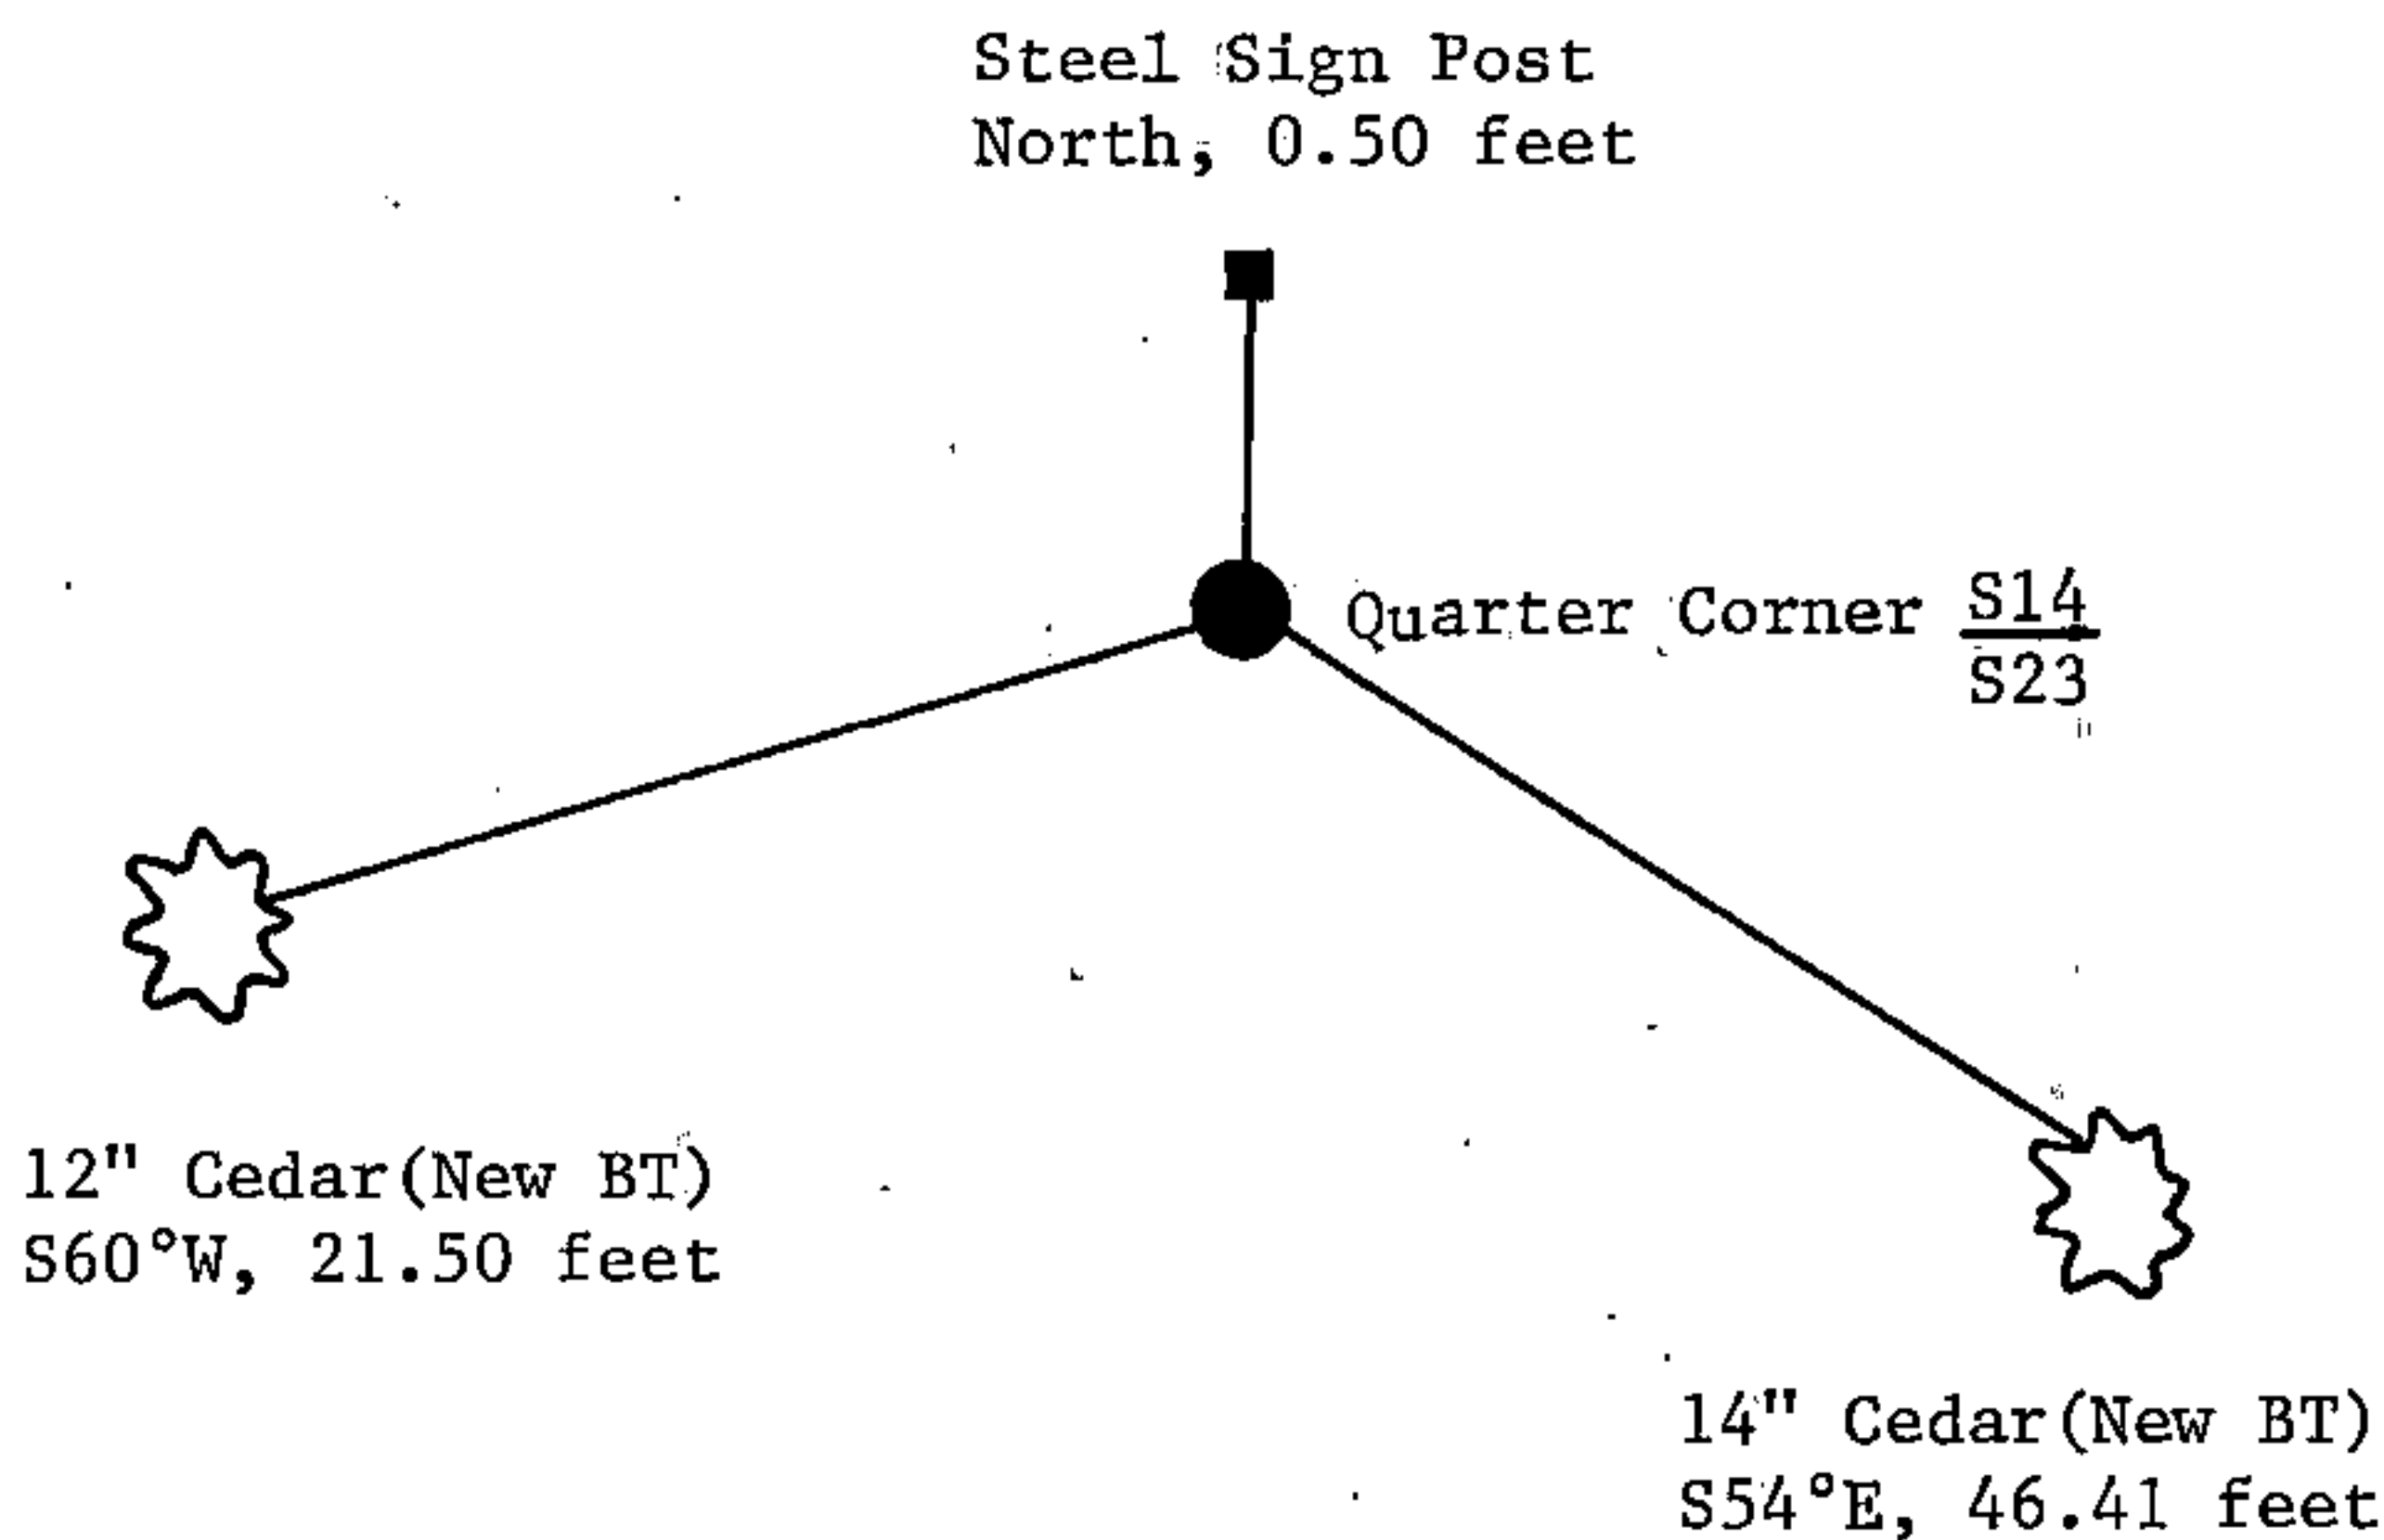 Steel Sign Post
North, 0.50 feet
Quarter Corner S14
S23
12" Cedar(New BT)
S60°W, 21.50 feet
14" Cedar(New BT)
S54°E, 46.41 feet